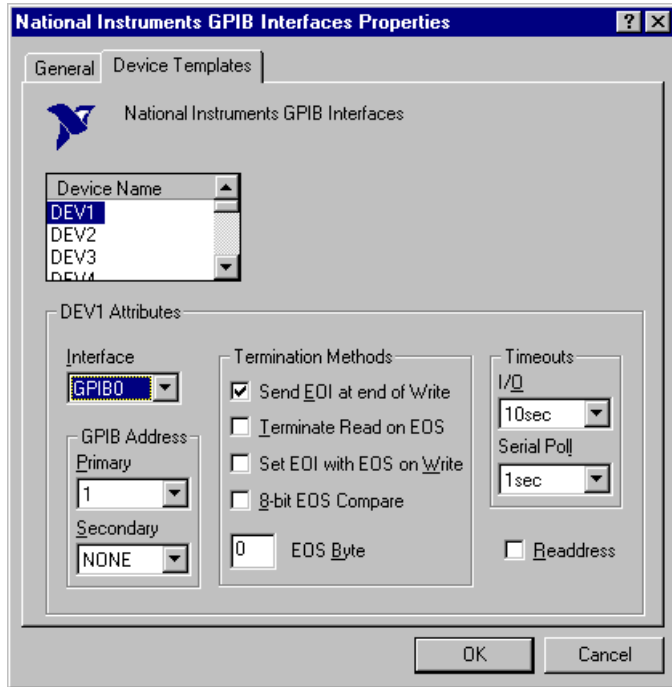 National Instruments GPIB Interfaces Properties
General Device Templates
National Instruments GPIB Interfaces
Device Name
DEV1
DEV2
DEV3
DEV4
DEV1 Attributes
Interface
GPIB0
GPIB Address
Primary
1
Secondary
NONE
Termination Methods
Send EOI at end of Write
Terminate Read on EOS
Set EOI with EOS on Write
8-bit EOS Compare
0 EOS Byte
Timeouts
I/O
10sec
Serial Poll
1sec
Readdress
OK Cancel